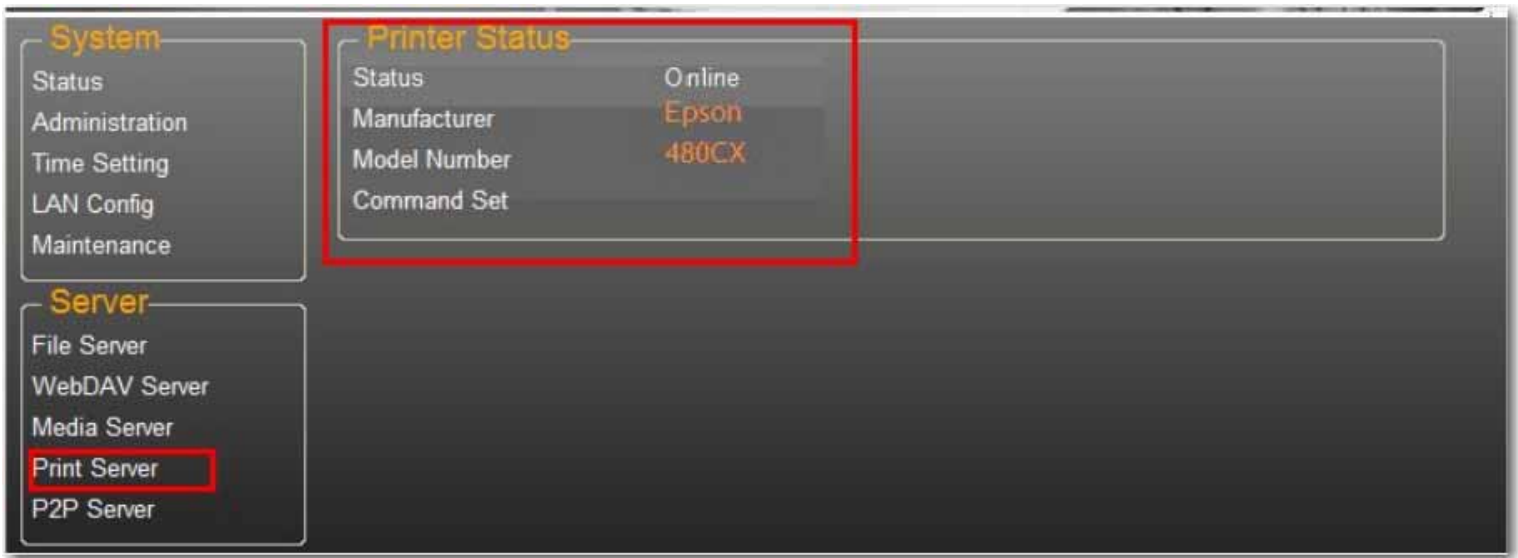 System
Status
Administration
Time Setting
LAN Config
Maintenance
Server
File Server
WebDAV Server
Media Server
Print Server
P2P Server
Printer Status
Status Online
Manufacturer Epson
Model Number 480CX
Command Set